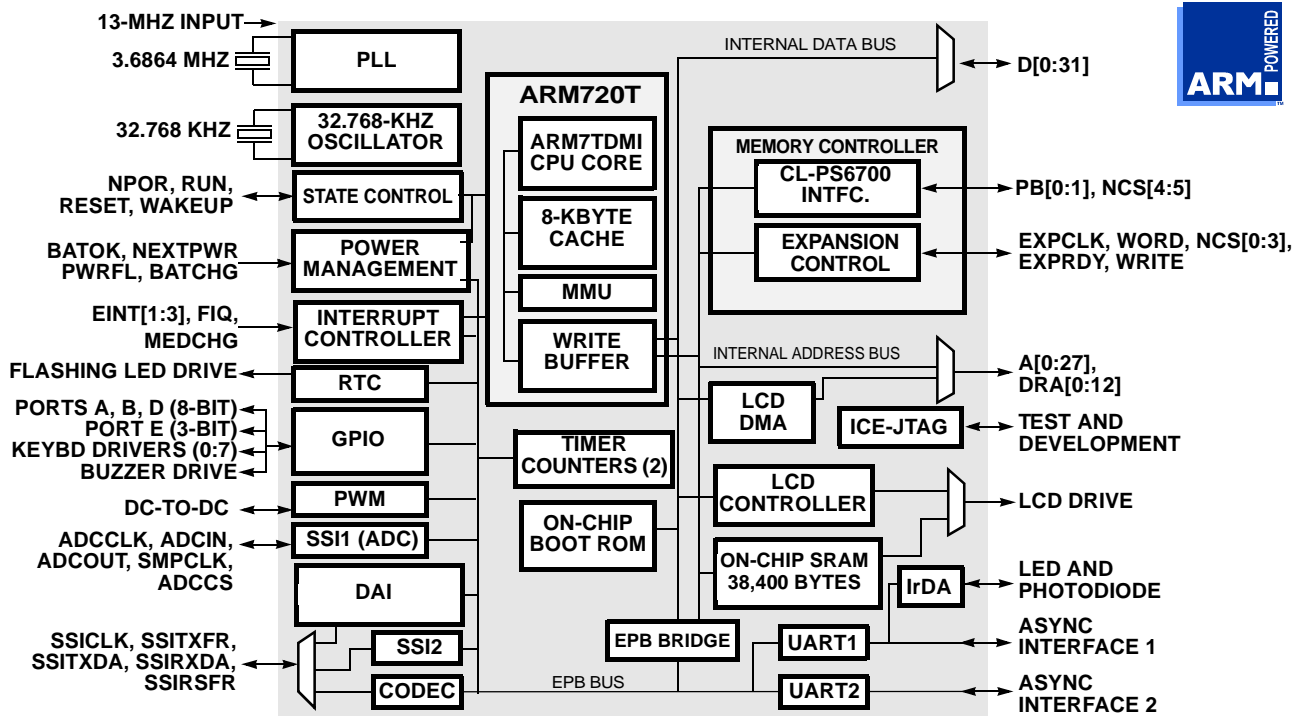 13-MHZ INPUT
3.6864 MHZ
32.768 KHZ
NPOR, RUN,
RESET, WAKEUP
BATOK, NEXTPWR
PWRFL, BATCHG
EINT[1:3], FIQ,
MEDCHG
FLASHING LED DRIVE
PORTS A, B, D (8-BIT)
PORT E (3-BIT)
KEYBD DRIVERS (0:7)
BUZZER DRIVE
DC-TO-DC
ADCCLK, ADCIN,
ADCOUT, SMPCLK,
ADCCS
SSICLK, SSITXFR,
SSITXDA, SSIRXDA,
SSIRSFR
PLL
32.768-KHZ
OSCILLATOR
STATE CONTROL
POWER
MANAGEMENT
INTERRUPT
CONTROLLER
RTC
GPIO
PWM
SSI1 (ADC)
DAI
SSI2
CODEC
ARM720T
ARM7TDMI
CPU CORE
8-KBYTE
CACHE
MMU
WRITE
BUFFER
TIMER
COUNTERS (2)
ON-CHIP
BOOT ROM
EPB BRIDGE
EPB BUS
INTERNAL DATA BUS
MEMORY CONTROLLER
CL-PS6700
INTFC.
EXPANSION
CONTROL
INTERNAL ADDRESS BUS
LCD
DMA
ICE-JTAG
LCD
CONTROLLER
ON-CHIP SRAM
38,400 BYTES
IrDA
UART1
UART2
D[0:31]
PB[0:1], NCS[4:5]
EXPCLK, WORD, NCS[0:3],
EXPRDY, WRITE
A[0:27],
DRA[0:12]
TEST AND
DEVELOPMENT
LCD DRIVE
LED AND
PHOTODIODE
ASYNC
INTERFACE 1
ASYNC
INTERFACE 2
ARM
POWERED
TM